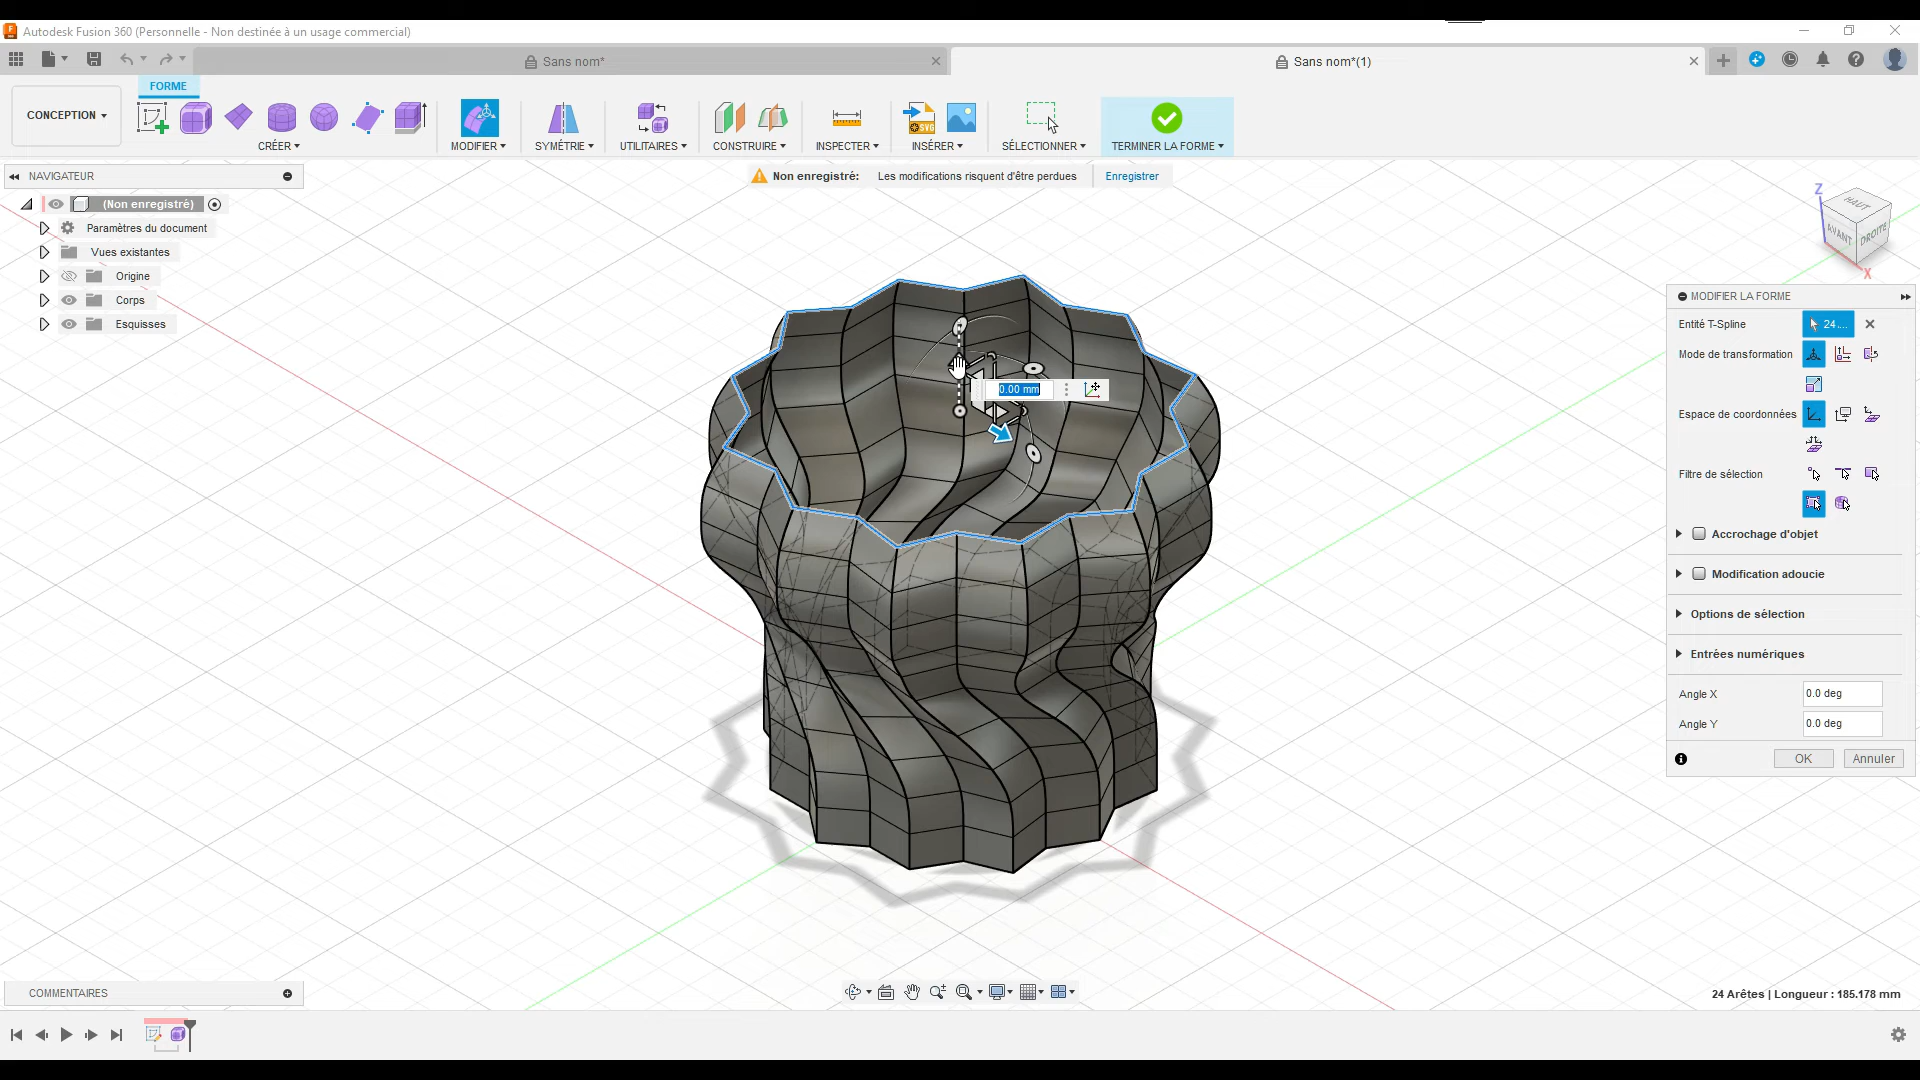 Autodesk Fusion 360 (Personnelle - Non destinée à un usage commercial)
Sans nom*
Sans nom*(1)
FORME
CONCEPTION
CRÉER
MODIFIER
SYMÉTRIE
UTILITAIRES
CONSTRUIRE
INSPECTER
INSÉRER
SÉLECTIONNER
TERMINER LA FORME
NAVIGATEUR
Non enregistré: Les modifications risquent d'être perdues Enregistrer
(Non enregistré)
Paramètres du document
Vues existantes
Origine
Corps
Esquisses
Z
HAUT
AVANT
DROITE
X
MODIFIER LA FORME
Entité T-Spline 24...
Mode de transformation
Espace de coordonnées
Filtre de sélection
Accrochage d'objet
Modification adoucie
Options de sélection
Entrées numériques
Angle X 0.0 deg
Angle Y 0.0 deg
OK Annuler
0.00 mm
COMMENTAIRES
24 Arêtes | Longueur : 185.178 mm